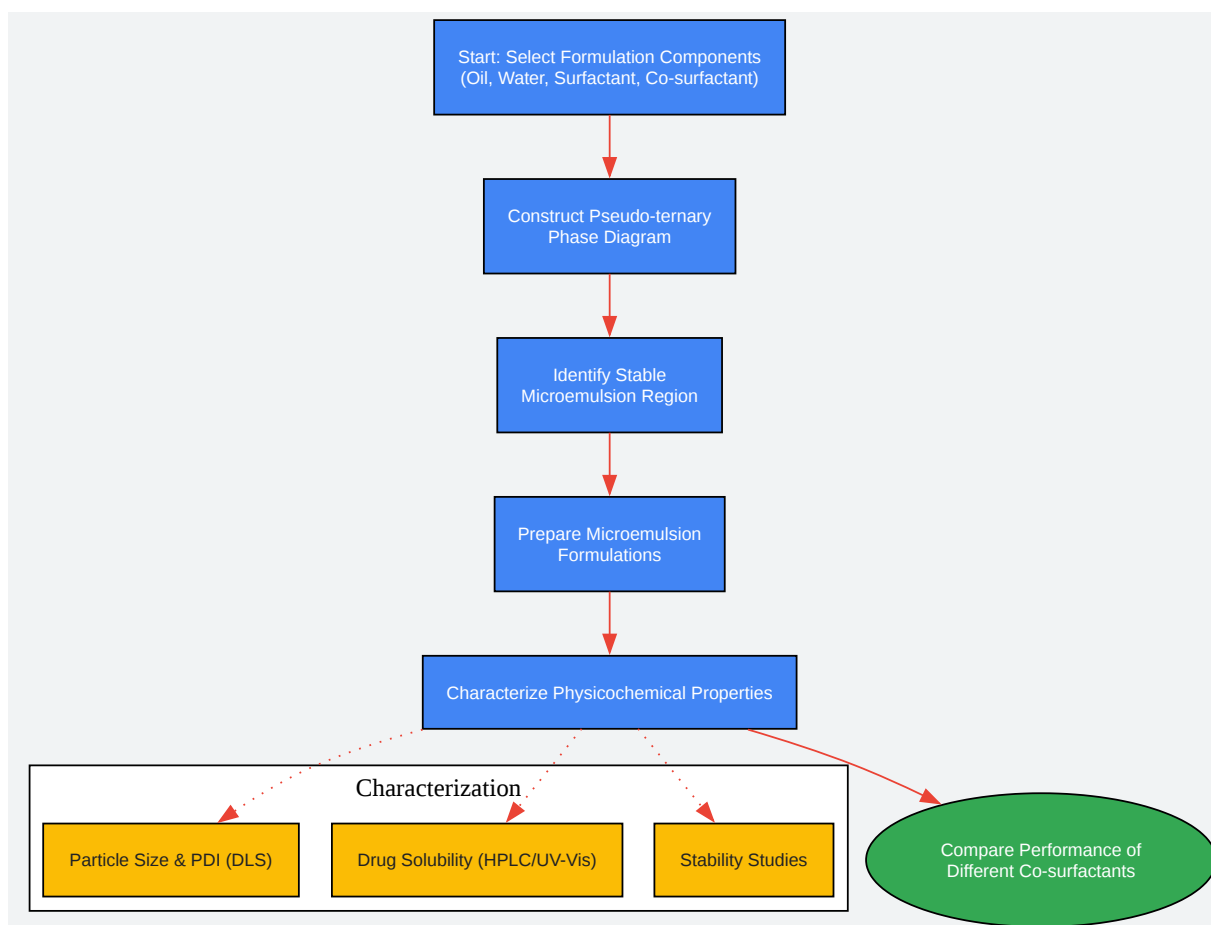 Start: Select Formulation Components
(Oil, Water, Surfactant, Co-surfactant)
Construct Pseudo-ternary
Phase Diagram
Identify Stable
Microemulsion Region
Prepare Microemulsion
Formulations
Characterize Physicochemical Properties
Characterization
Particle Size & PDI (DLS)
Drug Solubility (HPLC/UV-Vis)
Stability Studies
Compare Performance of
Different Co-surfactants